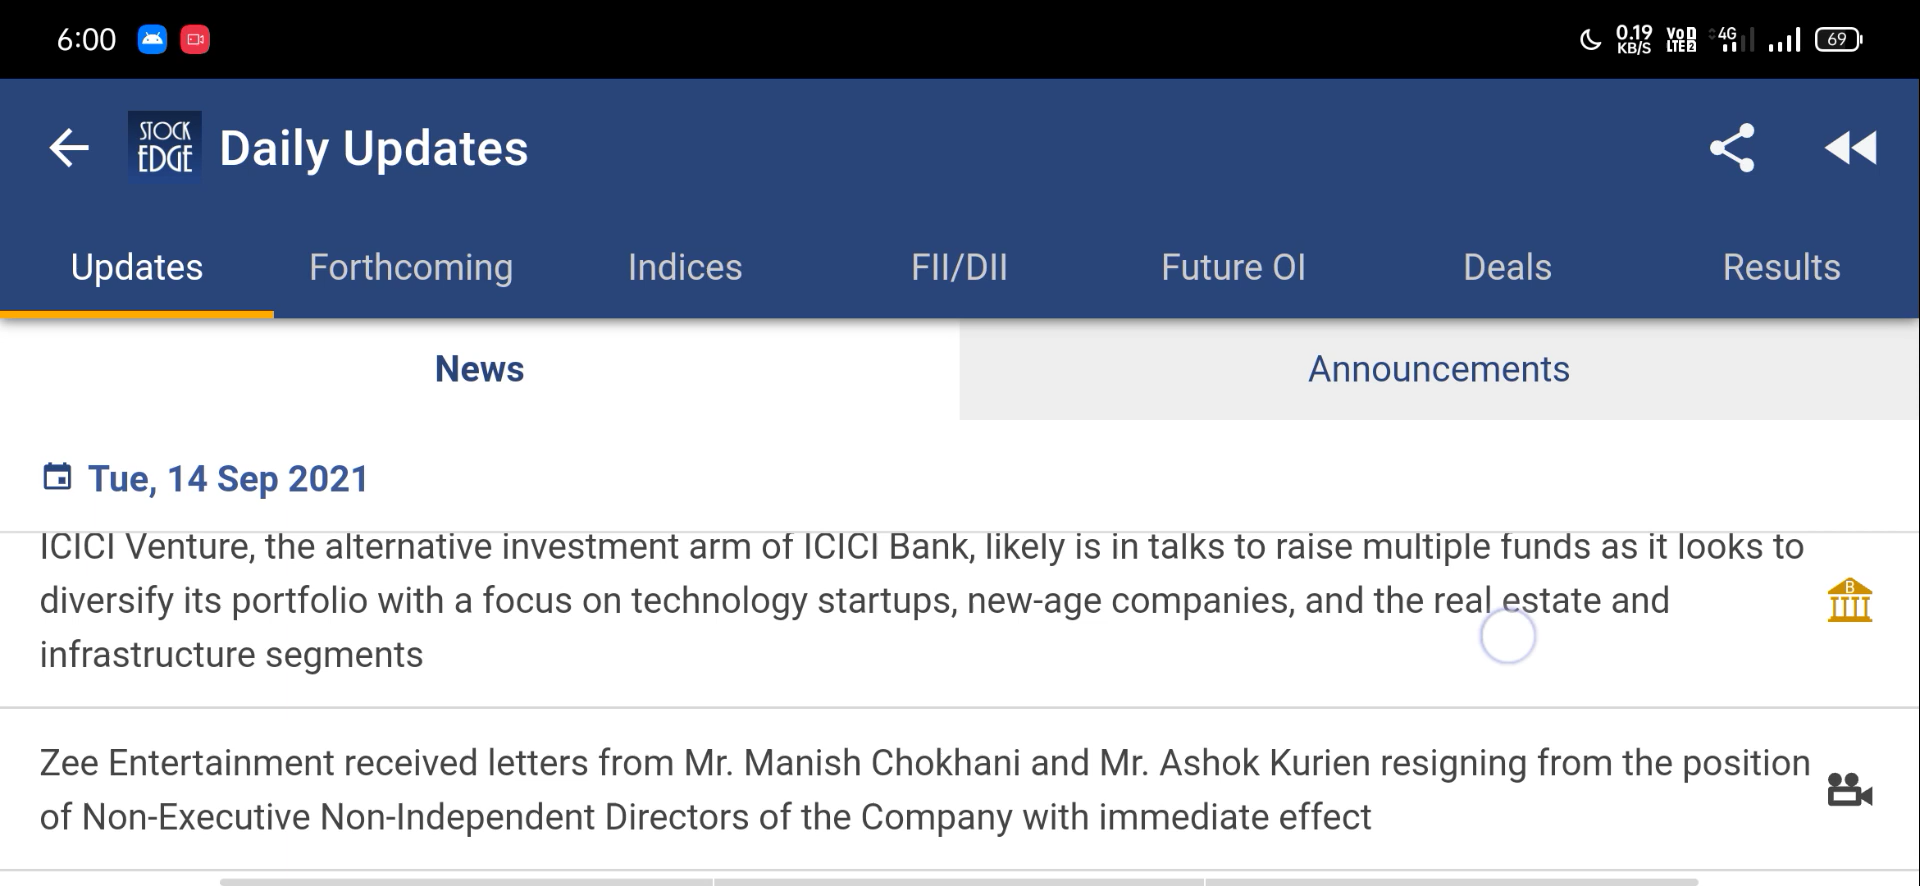 6:00
0.19
KB/S
VoD
LTE 2
4G
69
STOCK
EDGE
Daily Updates
Updates
Forthcoming
Indices
FII/DII
Future OI
Deals
Results
News
Announcements
Tue, 14 Sep 2021
ICICI Venture, the alternative investment arm of ICICI Bank, likely is in talks to raise multiple funds as it looks to
diversify its portfolio with a focus on technology startups, new-age companies, and the real estate and
infrastructure segments
B
Zee Entertainment received letters from Mr. Manish Chokhani and Mr. Ashok Kurien resigning from the position
of Non-Executive Non-Independent Directors of the Company with immediate effect